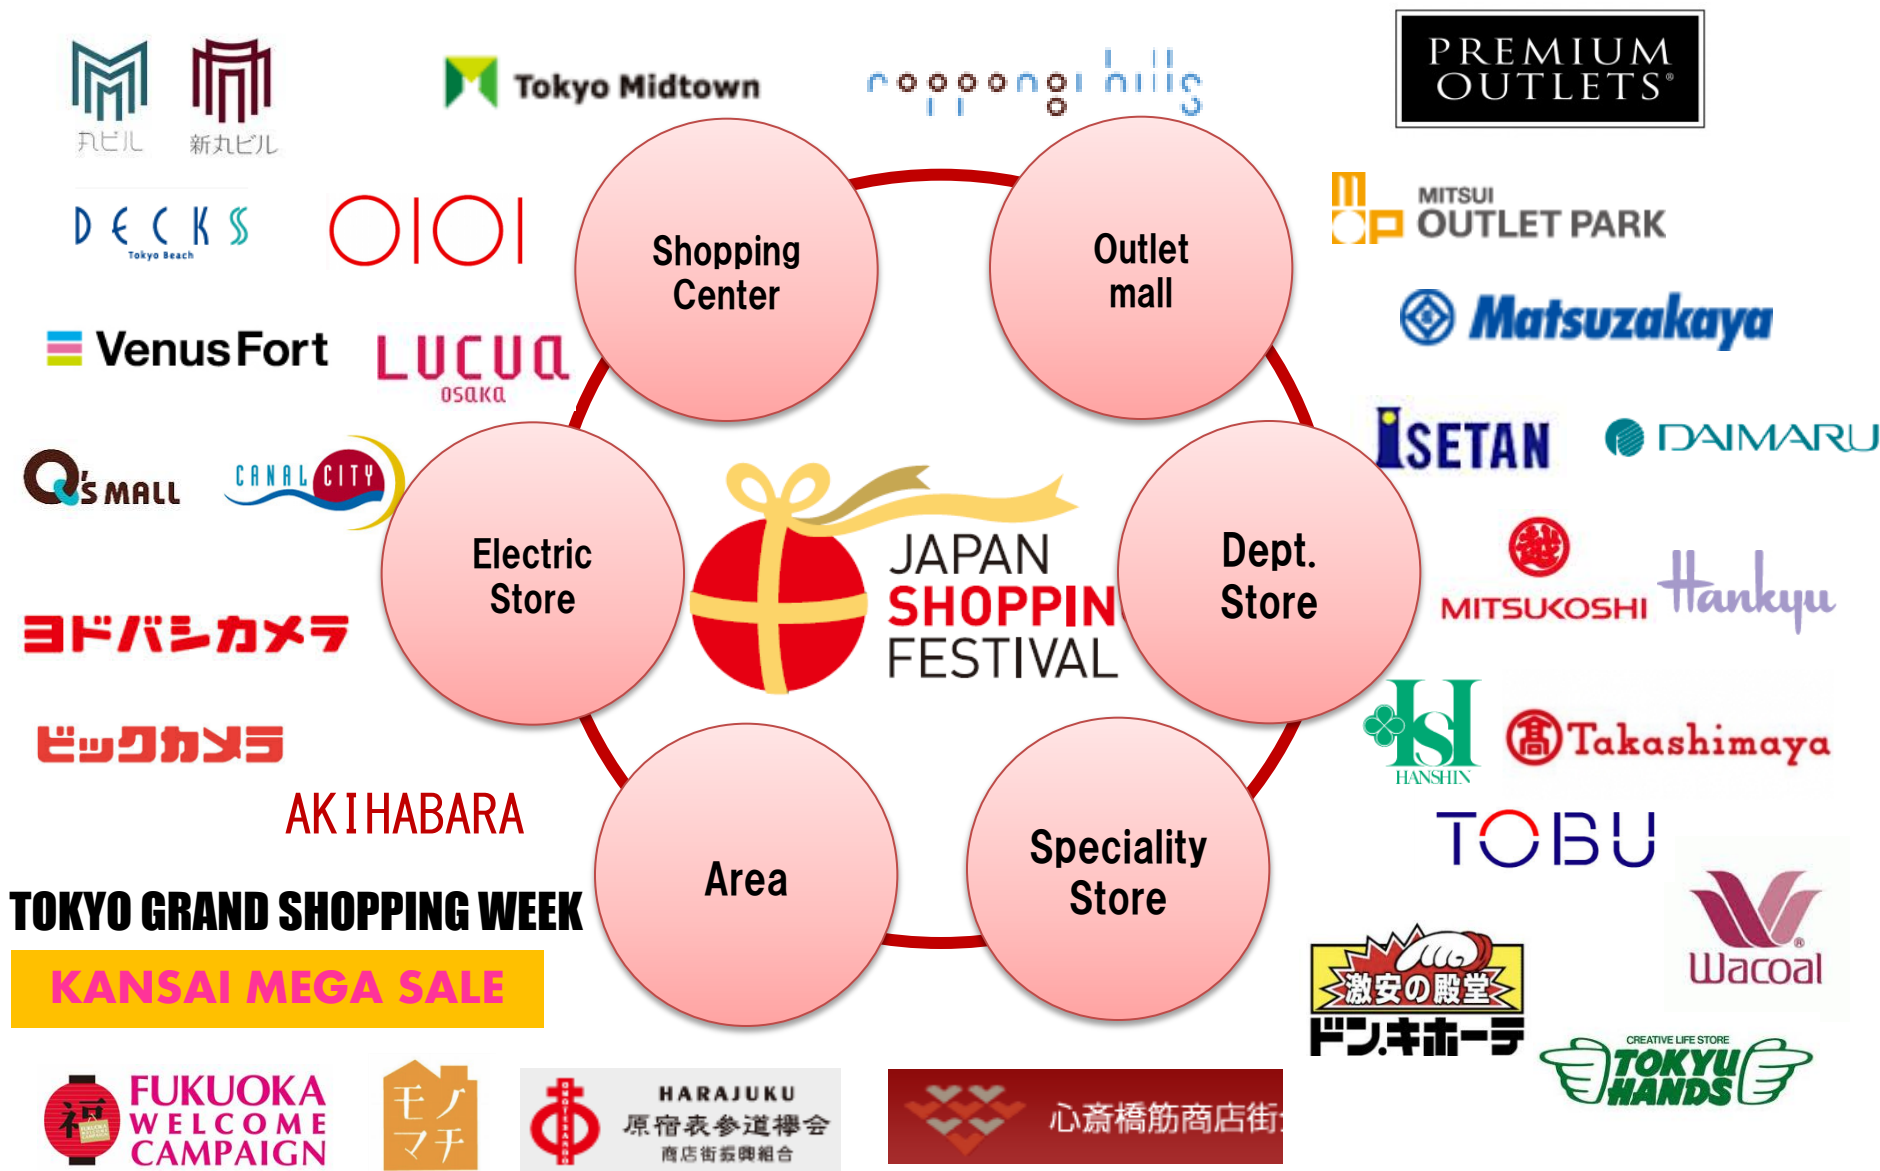 丸ビル
新丸ビル
Tokyo Midtown
roppongi hills
PREMIUM
OUTLETS®
DECKS
Tokyo Beach
OIOI
MITSUI
OUTLET PARK
Shopping
Center
Outlet
mall
VenusFort
LUCUA
OSAKA
Matsuzakaya
ISETAN
DAIMARU
Q'S MALL
CANAL CITY
Electric
Store
JAPAN
SHOPPIN
FESTIVAL
Dept.
Store
MITSUKOSHI
Hankyu
ヨドバシカメラ
ビックカメラ
HS
HANSHIN
髙 Takashimaya
AKIHABARA
TOBU
Area
Speciality
Store
TOKYO GRAND SHOPPING WEEK
KANSAI MEGA SALE
Wacoal®
激安の殿堂
ドン.キホーテ
CREATIVE LIFE STORE
TOKYU
HANDS
福
FUKUOKA
WELCOME
CAMPAIGN
モノ
マチ
HARAJUKU
原宿表参道欅会
商店街振興組合
心斎橋筋商店街